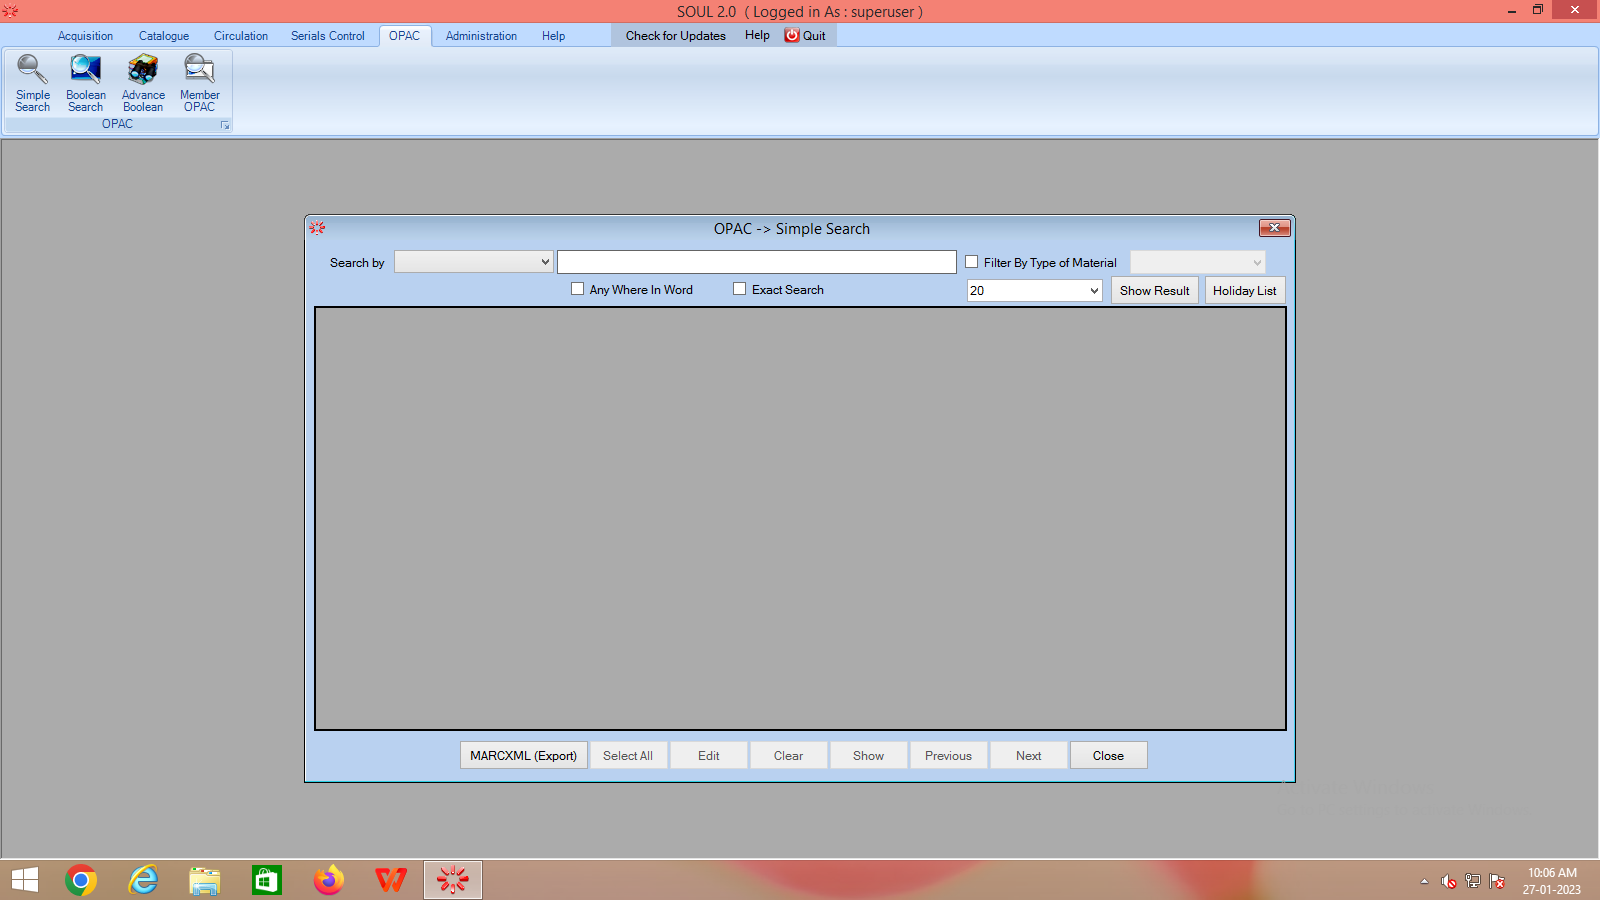 SOUL 2.0 ( Logged in As : superuser )
Acquisition Catalogue Circulation Serials Control OPAC Administration Help Check for Updates Help Quit
Simple Search
Boolean Search
Advance Boolean
Member OPAC
OPAC
OPAC -> Simple Search
Search by Filter By Type of Material
Any Where In Word Exact Search 20 Show Result Holiday List
MARCXML (Export) Select All Edit Clear Show Previous Next Close
10:06 AM
27-01-2023